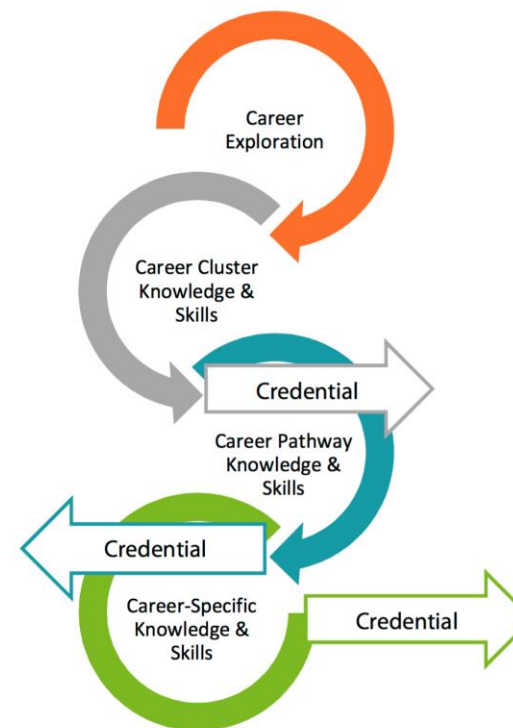 Career
Exploration
Career Cluster
Knowledge &
Skills
Credential
Career Pathway
Knowledge &
Skills
Credential
Career-Specific
Knowledge &
Skills
Credential